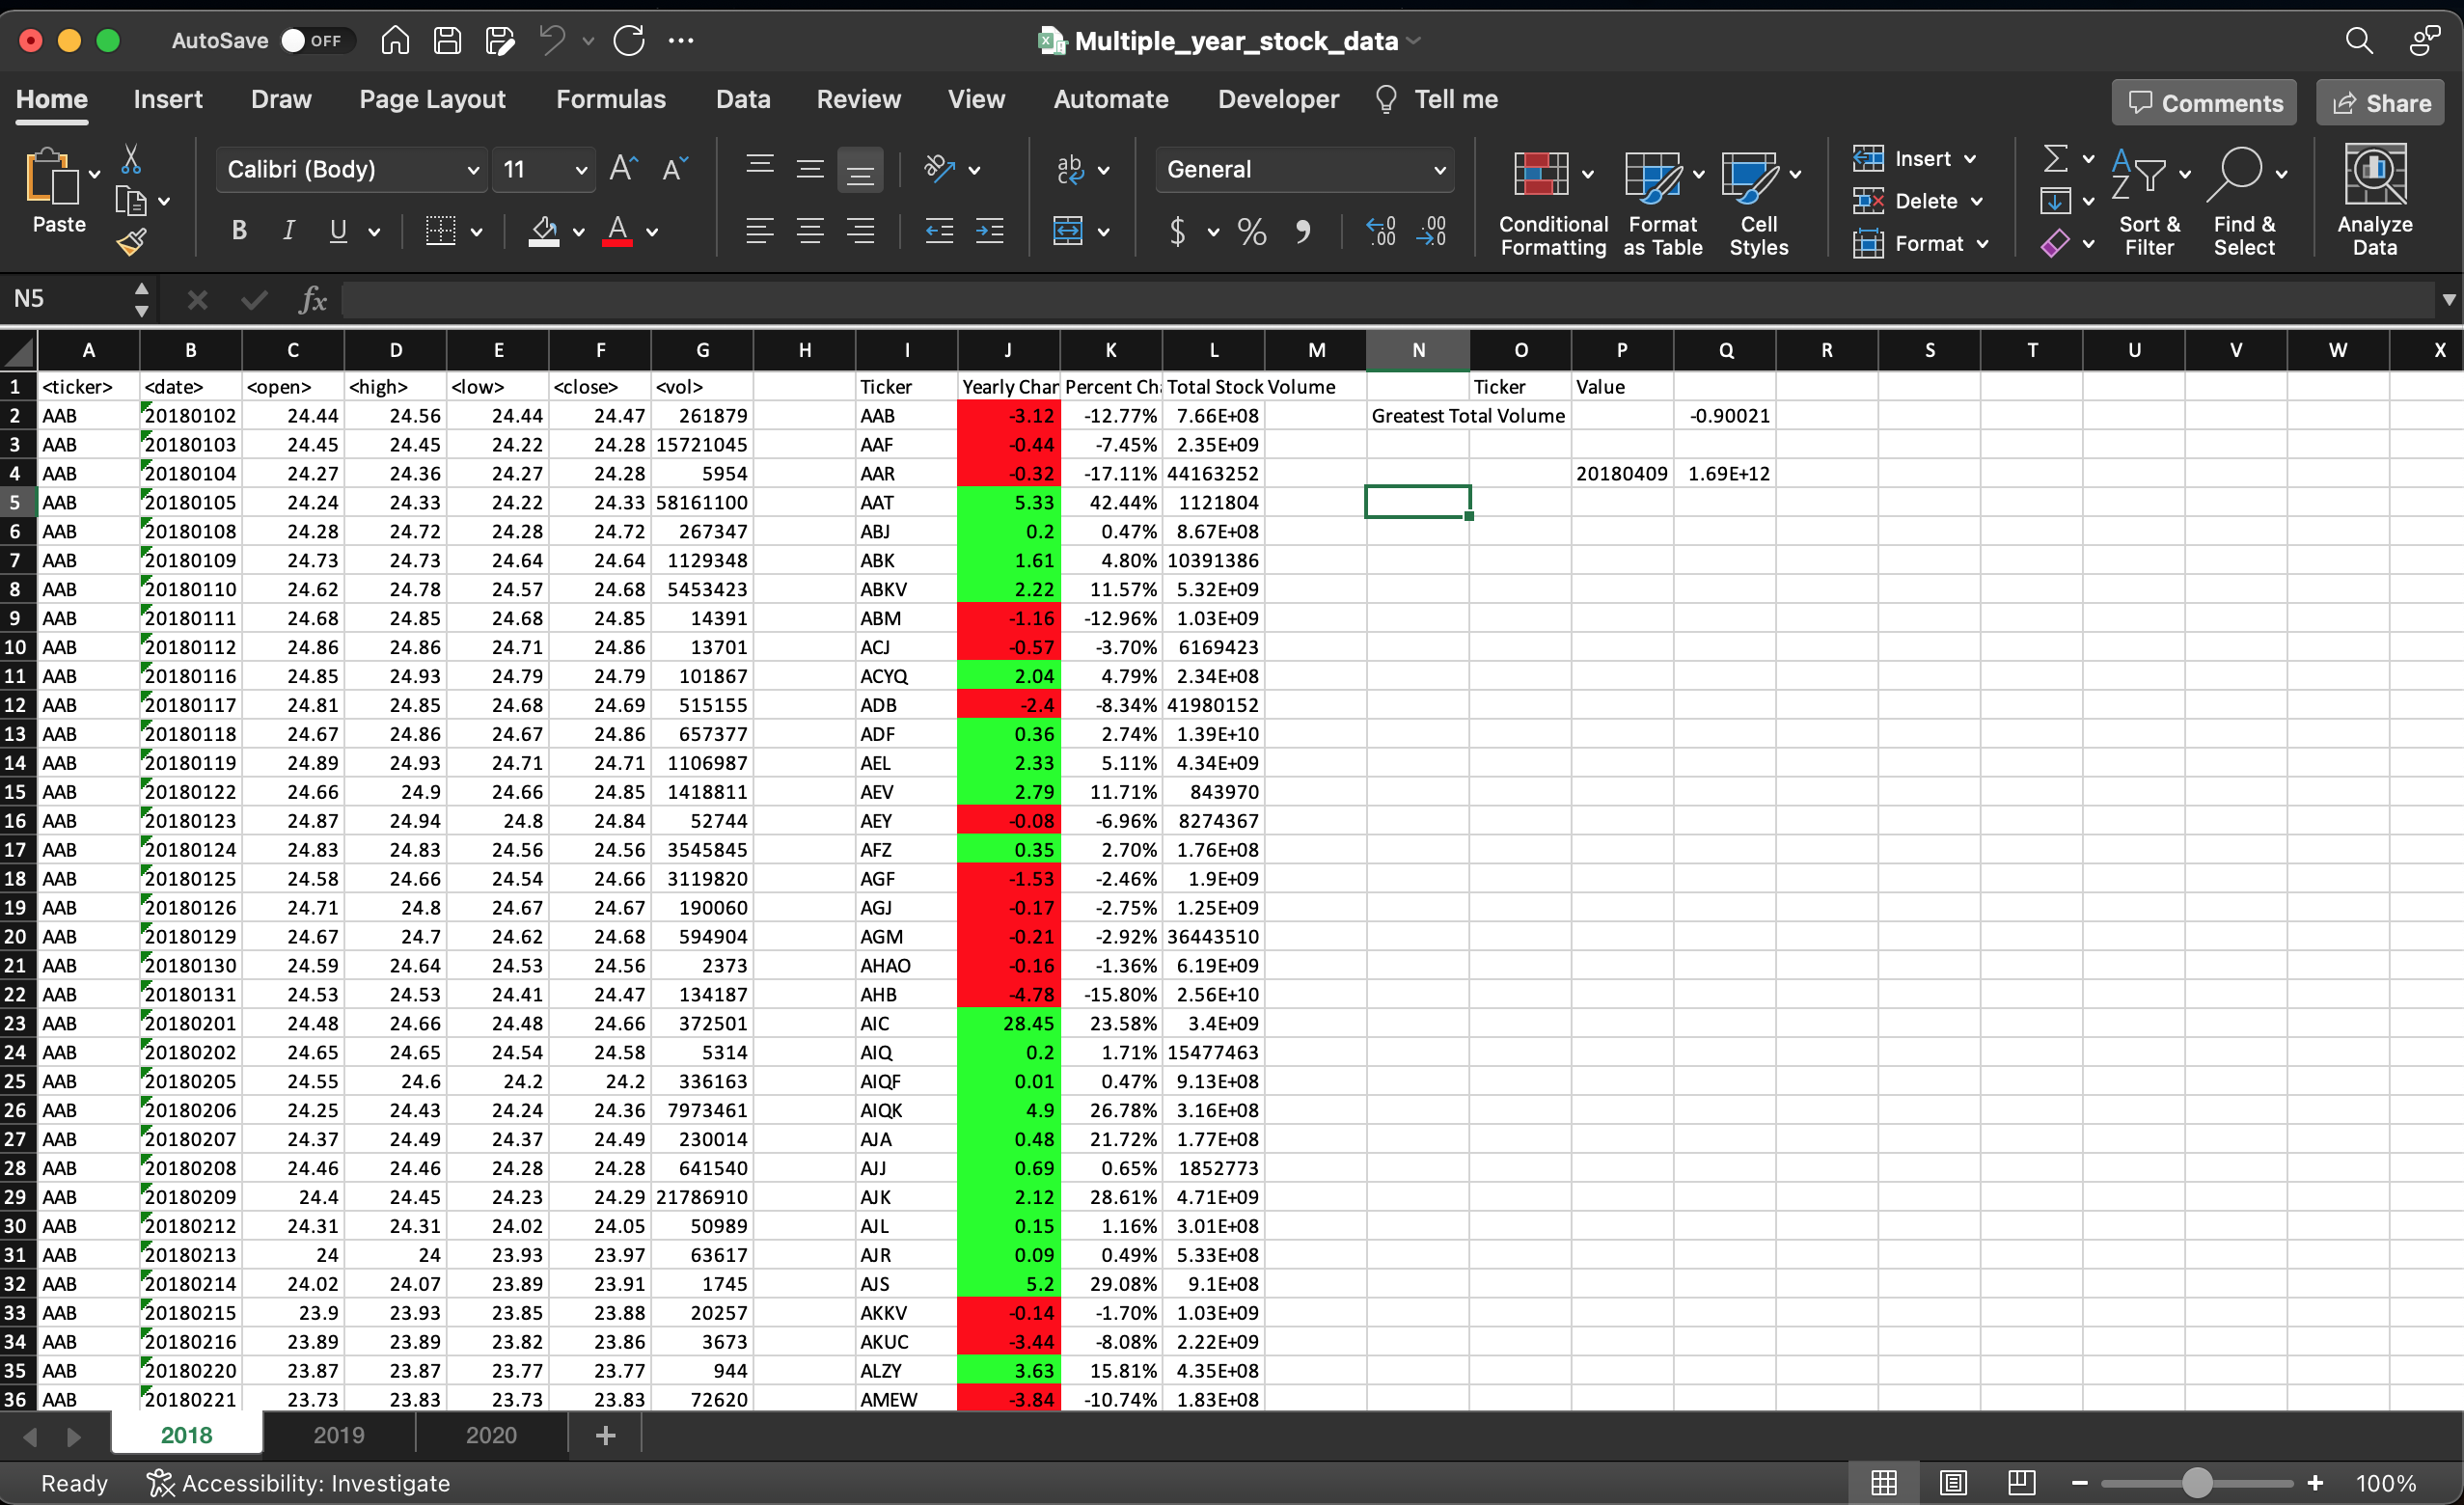 AutoSave OFF Multiple_year_stock_data
Home Insert Draw Page Layout Formulas Data Review View Automate Developer Tell me Comments Share
Paste Calibri (Body) 11 General Conditional Formatting Format as Table Cell Styles Insert Delete Format Sort & Filter Find & Select Analyze Data
N5 fx
A B C D E F G H I J K L M N O P Q R S T U V W X
1 <ticker> <date> <open> <high> <low> <close> <vol> Ticker Yearly Char Percent Ch Total Stock Volume Ticker Value
2 AAB 20180102 24.44 24.56 24.44 24.47 261879 AAB -3.12 -12.77% 7.66E+08 Greatest Total Volume -0.90021
3 AAB 20180103 24.45 24.45 24.22 24.28 15721045 AAF -0.44 -7.45% 2.35E+09
4 AAB 20180104 24.27 24.36 24.27 24.28 5954 AAR -0.32 -17.11% 44163252 20180409 1.69E+12
5 AAB 20180105 24.24 24.33 24.22 24.33 58161100 AAT 5.33 42.44% 1121804
6 AAB 20180108 24.28 24.72 24.28 24.72 267347 ABJ 0.2 0.47% 8.67E+08
7 AAB 20180109 24.73 24.73 24.64 24.64 1129348 ABK 1.61 4.80% 10391386
8 AAB 20180110 24.62 24.78 24.57 24.68 5453423 ABKV 2.22 11.57% 5.32E+09
9 AAB 20180111 24.68 24.85 24.68 24.85 14391 ABM -1.16 -12.96% 1.03E+09
10 AAB 20180112 24.86 24.86 24.71 24.86 13701 ACJ -0.57 -3.70% 6169423
11 AAB 20180116 24.85 24.93 24.79 24.79 101867 ACYQ 2.04 4.79% 2.34E+08
12 AAB 20180117 24.81 24.85 24.68 24.69 515155 ADB -2.4 -8.34% 41980152
13 AAB 20180118 24.67 24.86 24.67 24.86 657377 ADF 0.36 2.74% 1.39E+10
14 AAB 20180119 24.89 24.93 24.71 24.71 1106987 AEL 2.33 5.11% 4.34E+09
15 AAB 20180122 24.66 24.9 24.66 24.85 1418811 AEV 2.79 11.71% 843970
16 AAB 20180123 24.87 24.94 24.8 24.84 52744 AEY -0.08 -6.96% 8274367
17 AAB 20180124 24.83 24.83 24.56 24.56 3545845 AFZ 0.35 2.70% 1.76E+08
18 AAB 20180125 24.58 24.66 24.54 24.66 3119820 AGF -1.53 -2.46% 1.9E+09
19 AAB 20180126 24.71 24.8 24.67 24.67 190060 AGJ -0.17 -2.75% 1.25E+09
20 AAB 20180129 24.67 24.7 24.62 24.68 594904 AGM -0.21 -2.92% 36443510
21 AAB 20180130 24.59 24.64 24.53 24.56 2373 AHAO -0.16 -1.36% 6.19E+09
22 AAB 20180131 24.53 24.53 24.41 24.47 134187 AHB -4.78 -15.80% 2.56E+10
23 AAB 20180201 24.48 24.66 24.48 24.66 372501 AIC 28.45 23.58% 3.4E+09
24 AAB 20180202 24.65 24.65 24.54 24.58 5314 AIQ 0.2 1.71% 15477463
25 AAB 20180205 24.55 24.6 24.2 24.2 336163 AIQF 0.01 0.47% 9.13E+08
26 AAB 20180206 24.25 24.43 24.24 24.36 7973461 AIQK 4.9 26.78% 3.16E+08
27 AAB 20180207 24.37 24.49 24.37 24.49 230014 AJA 0.48 21.72% 1.77E+08
28 AAB 20180208 24.46 24.46 24.28 24.28 641540 AJJ 0.69 0.65% 1852773
29 AAB 20180209 24.4 24.45 24.23 24.29 21786910 AJK 2.12 28.61% 4.71E+09
30 AAB 20180212 24.31 24.31 24.02 24.05 50989 AJL 0.15 1.16% 3.01E+08
31 AAB 20180213 24 24 23.93 23.97 63617 AJR 0.09 0.49% 5.33E+08
32 AAB 20180214 24.02 24.07 23.89 23.91 1745 AJS 5.2 29.08% 9.1E+08
33 AAB 20180215 23.9 23.93 23.85 23.88 20257 AKKV -0.14 -1.70% 1.03E+09
34 AAB 20180216 23.89 23.89 23.82 23.86 3673 AKUC -3.44 -8.08% 2.22E+09
35 AAB 20180220 23.87 23.87 23.77 23.77 944 ALZY 3.63 15.81% 4.35E+08
36 AAB 20180221 23.73 23.83 23.73 23.83 72620 AMEW -3.84 -10.74% 1.83E+08
2018 2019 2020 +
Ready Accessibility: Investigate 100%